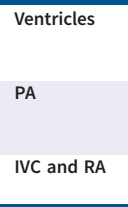 Ventricles
PA
IVC and RA